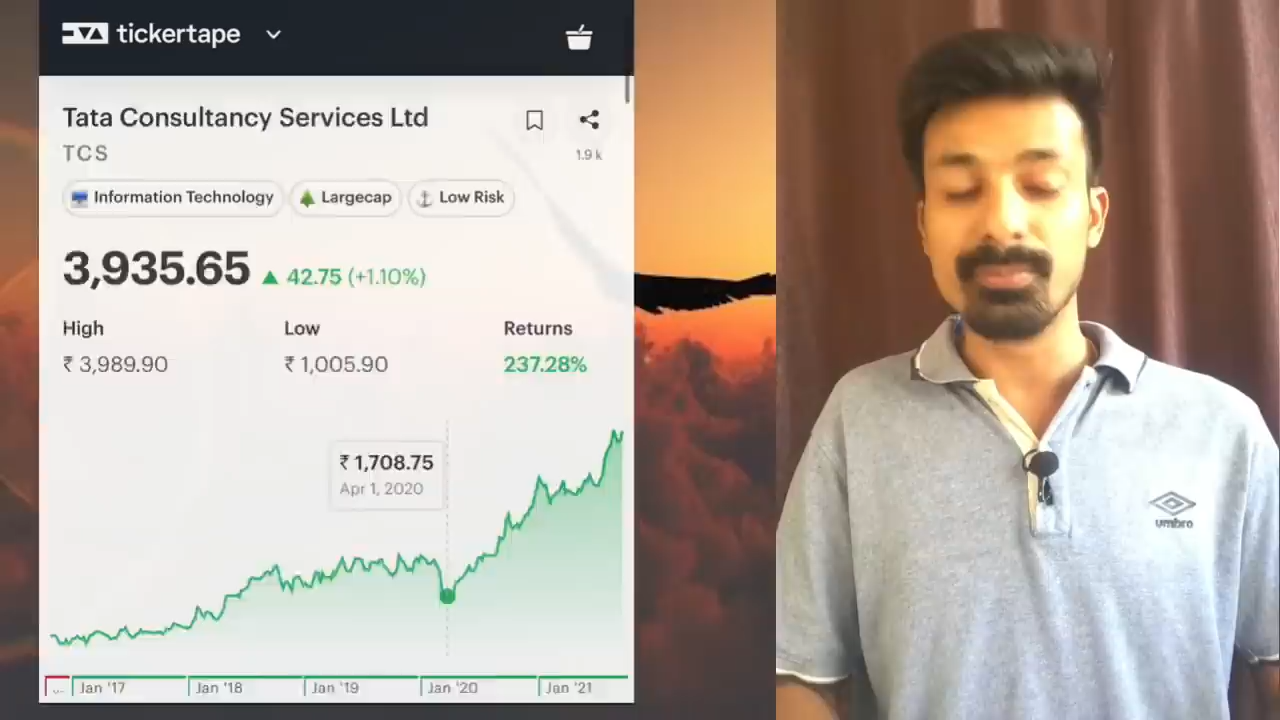 tickertape
Tata Consultancy Services Ltd
TCS
1.9 k
Information Technology Largecap Low Risk
3,935.65 ▲ 42.75 (+1.10%)
High Low Returns
₹ 3,989.90 ₹ 1,005.90 237.28%
₹ 1,708.75
Apr 1, 2020
... Jan '17 Jan '18 Jan '19 Jan '20 Jan '21
umbro